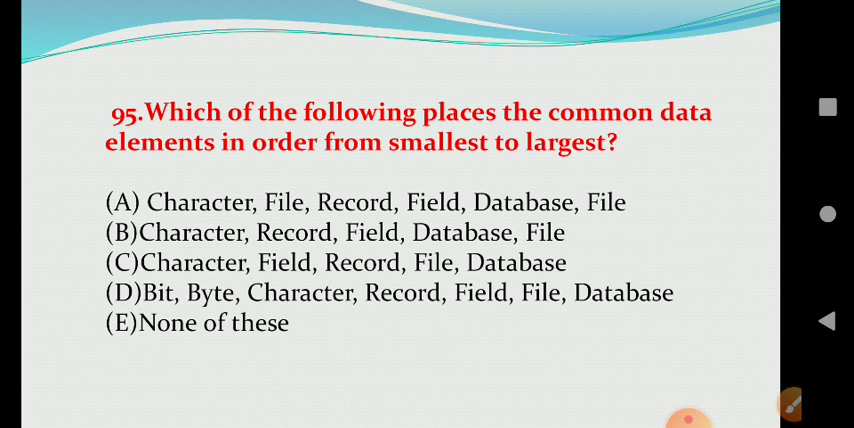 95.Which of the following places the common data
elements in order from smallest to largest?
(A) Character, File, Record, Field, Database, File
(B)Character, Record, Field, Database, File
(C)Character, Field, Record, File, Database
(D)Bit, Byte, Character, Record, Field, File, Database
(E)None of these